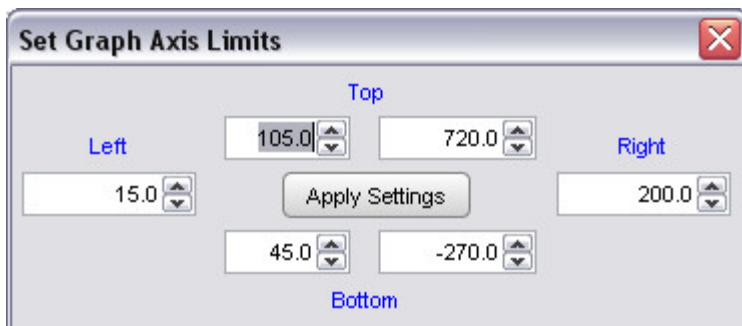 Set Graph Axis Limits
Top
105.0 720.0
Left Right
15.0 Apply Settings 200.0
45.0 -270.0
Bottom